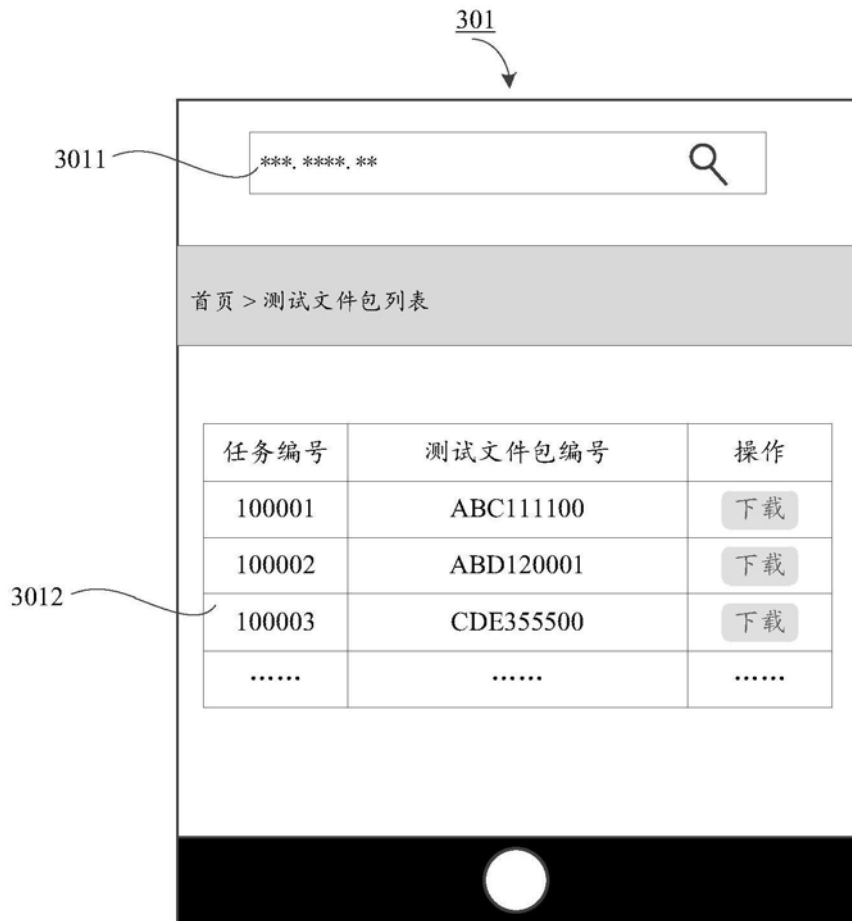 301
3011
***.****.**
首页 > 测试文件包列表
任务编号 测试文件包编号 操作
100001 ABC111100 下载
100002 ABD120001 下载
3012
100003 CDE355500 下载
…… …… ……